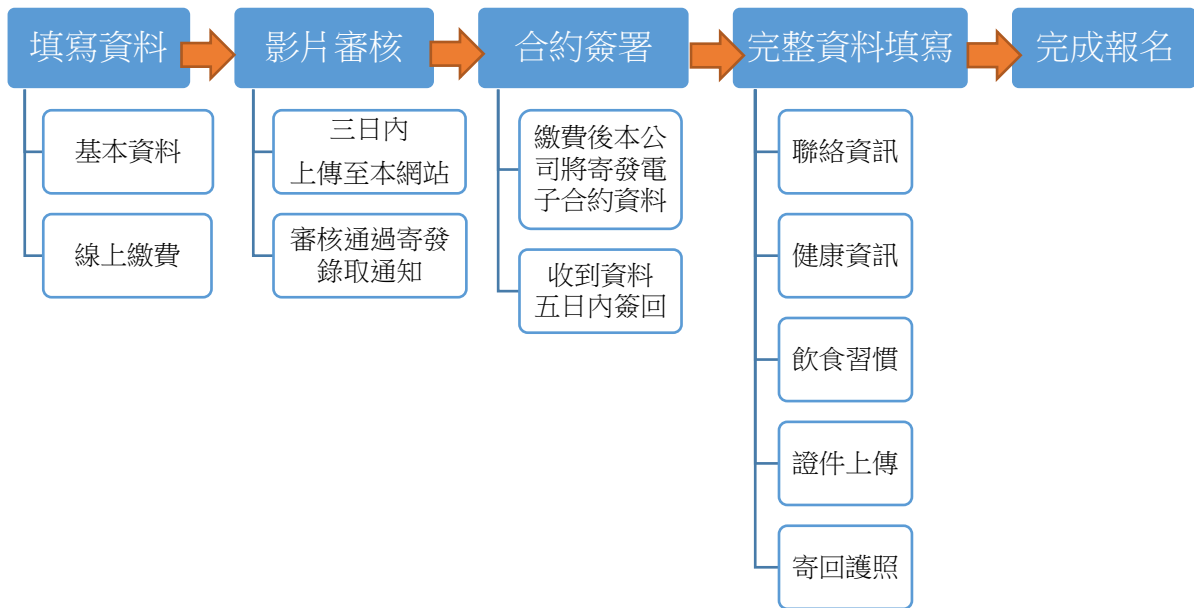 填寫資料
影片審核
合約簽署
完整資料填寫
完成報名
基本資料
線上繳費
三日內
上傳至本網站
審核通過寄發
錄取通知
繳費後本公
司將寄發電
子合約資料
收到資料
五日內簽回
聯絡資訊
健康資訊
飲食習慣
證件上傳
寄回護照